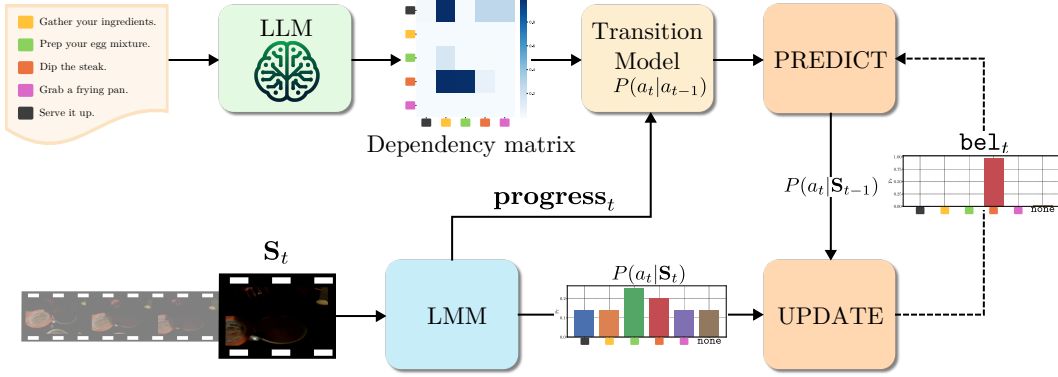 Gather your ingredients.
Prep your egg mixture.
Dip the steak.
Grab a frying pan.
Serve it up.
LLM
Dependency matrix
Transition
Model
P(a_t|a_{t-1})
PREDICT
bel_t
P(a_t|S_{t-1})
none
progress_t
S_t
LMM
P(a_t|S_t)
none
UPDATE